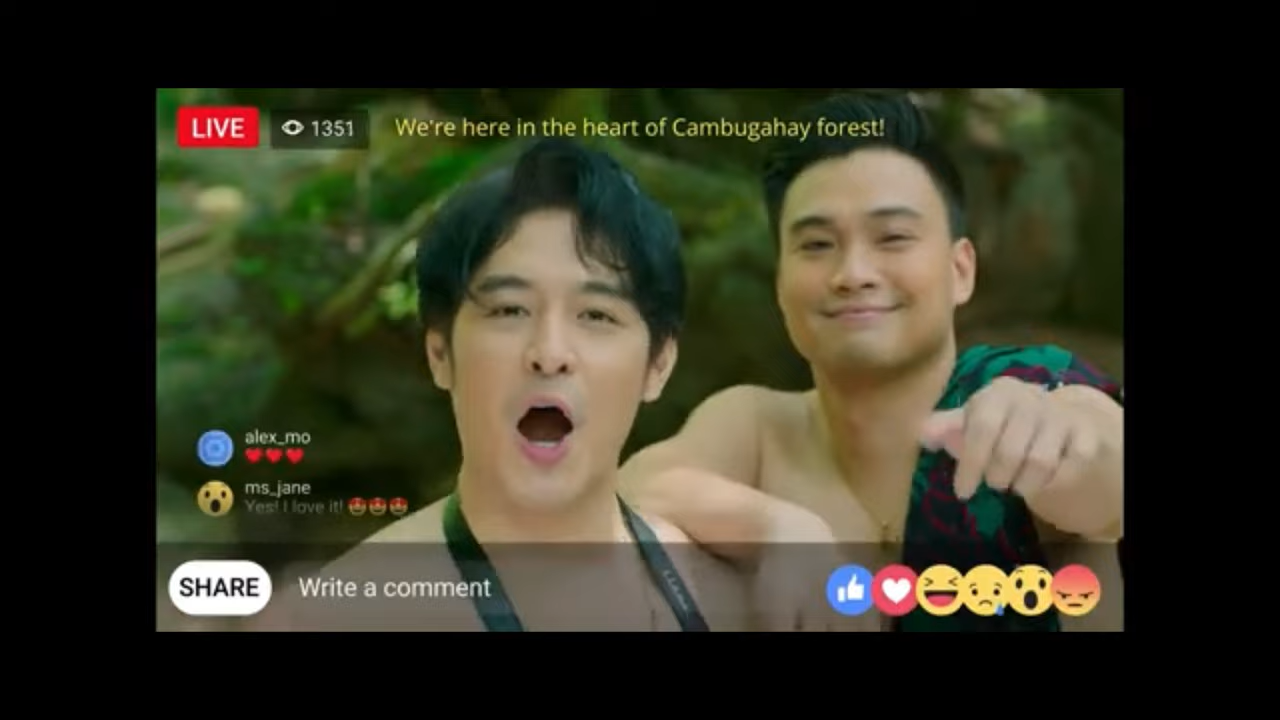 LIVE
1351
We're here in the heart of Cambugahay forest!
alex_mo
ms_jane
Yes! I love it!
SHARE
Write a comment